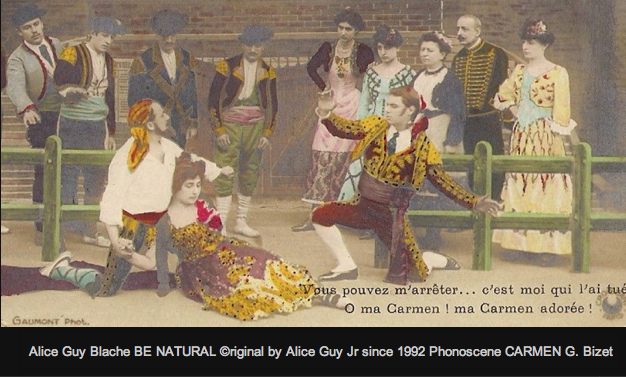 Vous pouvez m'arrêter... c'est moi qui l'ai tué
O ma Carmen ! ma Carmen adorée !
GAUMONT Phot.
Alice Guy Blache BE NATURAL ©riginal by Alice Guy Jr since 1992 Phonoscene CARMEN G. Bizet